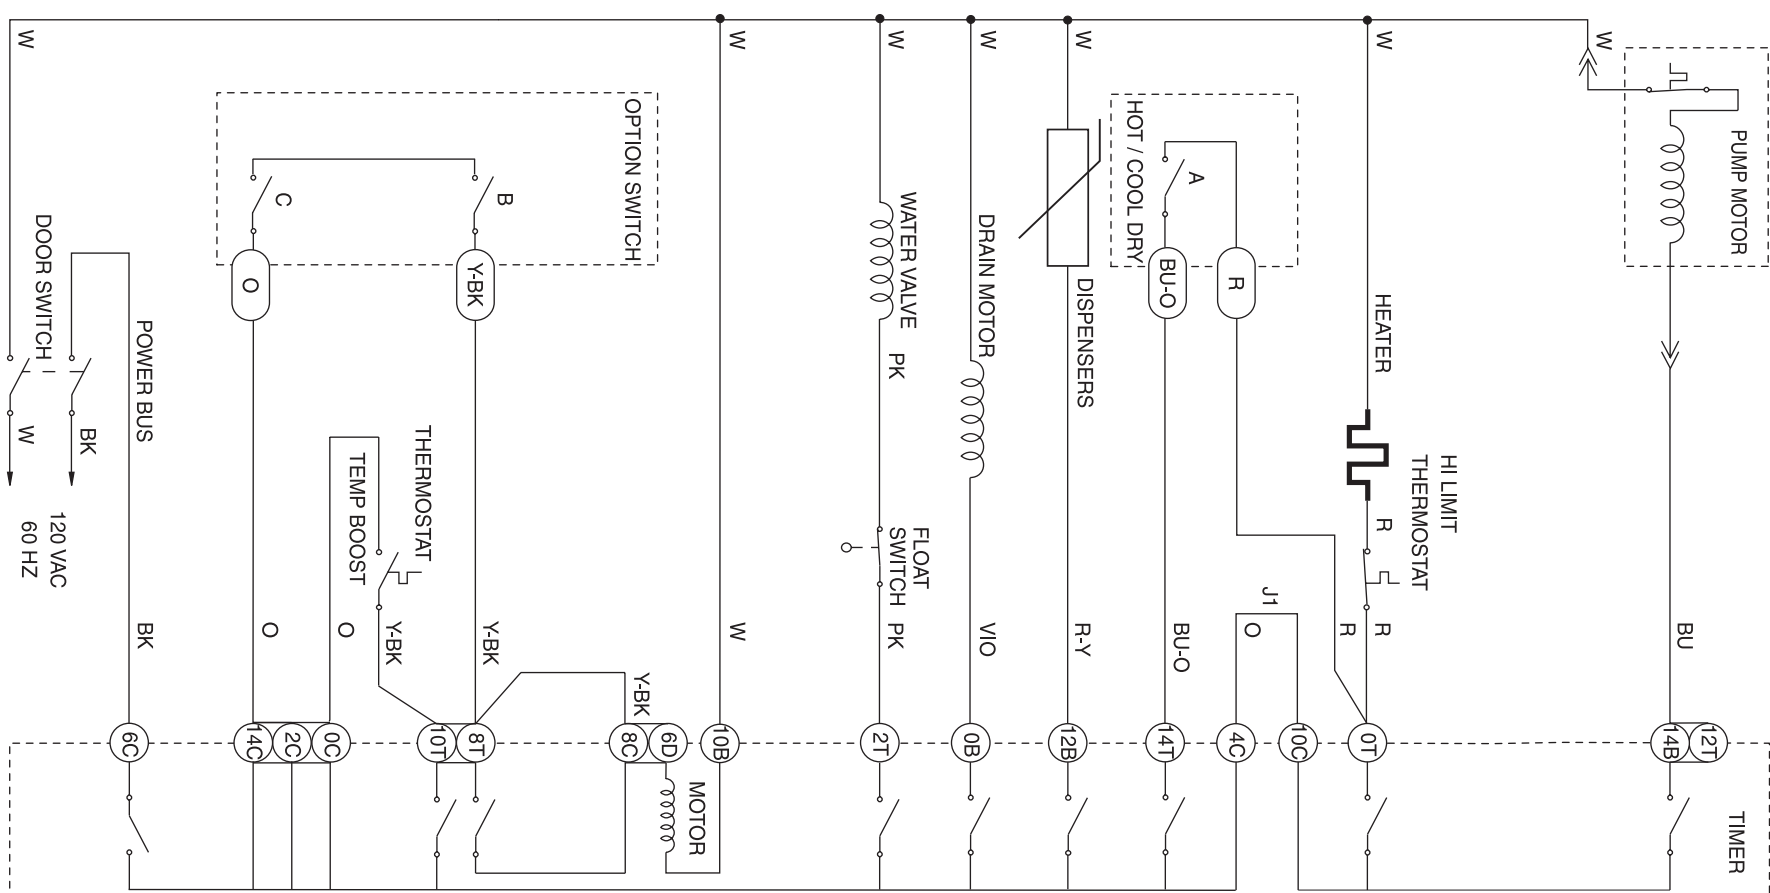 W
W
W
W
W
W
W
PUMP MOTOR
OPTION SWITCH
C
B
HOT / COOL DRY
A
O
Y-BK
BU-O
R
DOOR SWITCH
WATER VALVE
DRAIN MOTOR
DISPENSERS
HEATER
POWER BUS
PK
W
BK
THERMOSTAT
TEMP BOOST
HI LIMIT
THERMOSTAT
R
120 VAC
60 HZ
FLOAT
SWITCH
J1
BK
O
O
Y-BK
Y-BK
W
PK
VIO
R-Y
BU-O
O
R
R
BU
Y-BK
6C
14C
2C
0C
10T
8T
8C
6D
10B
2T
0B
12B
14T
4C
10C
0T
14B
12T
MOTOR
TIMER